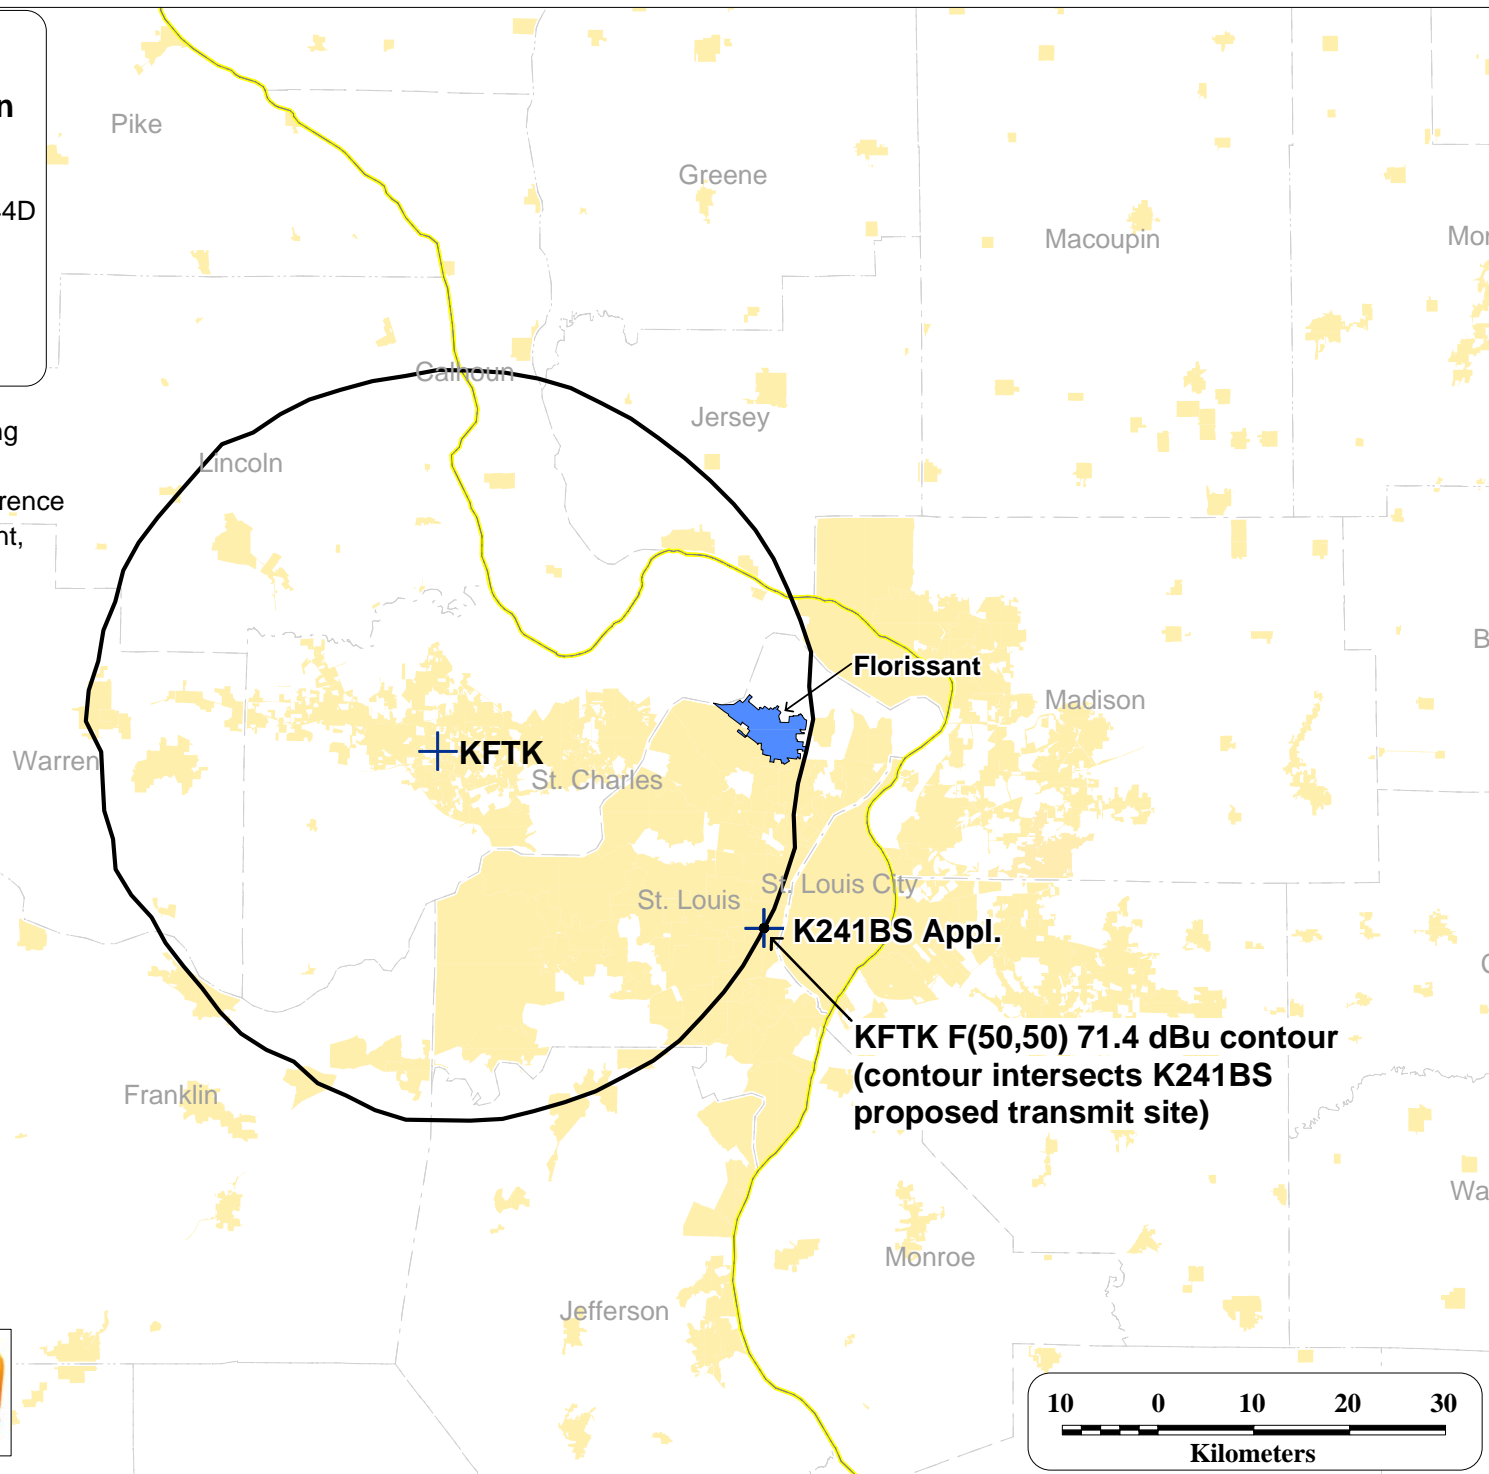 Pike
Greene
4D
Macoupin
Calhoun
Jersey
Lincoln
Florissant
Madison
KFTK
Warren
St. Charles
St. Louis
St. Louis City
K241BS Appl.
KFTK F(50,50) 71.4 dBu contour
(contour intersects K241BS
proposed transmit site)
Franklin
Monroe
Jefferson
10 0 10 20 30
Kilometers